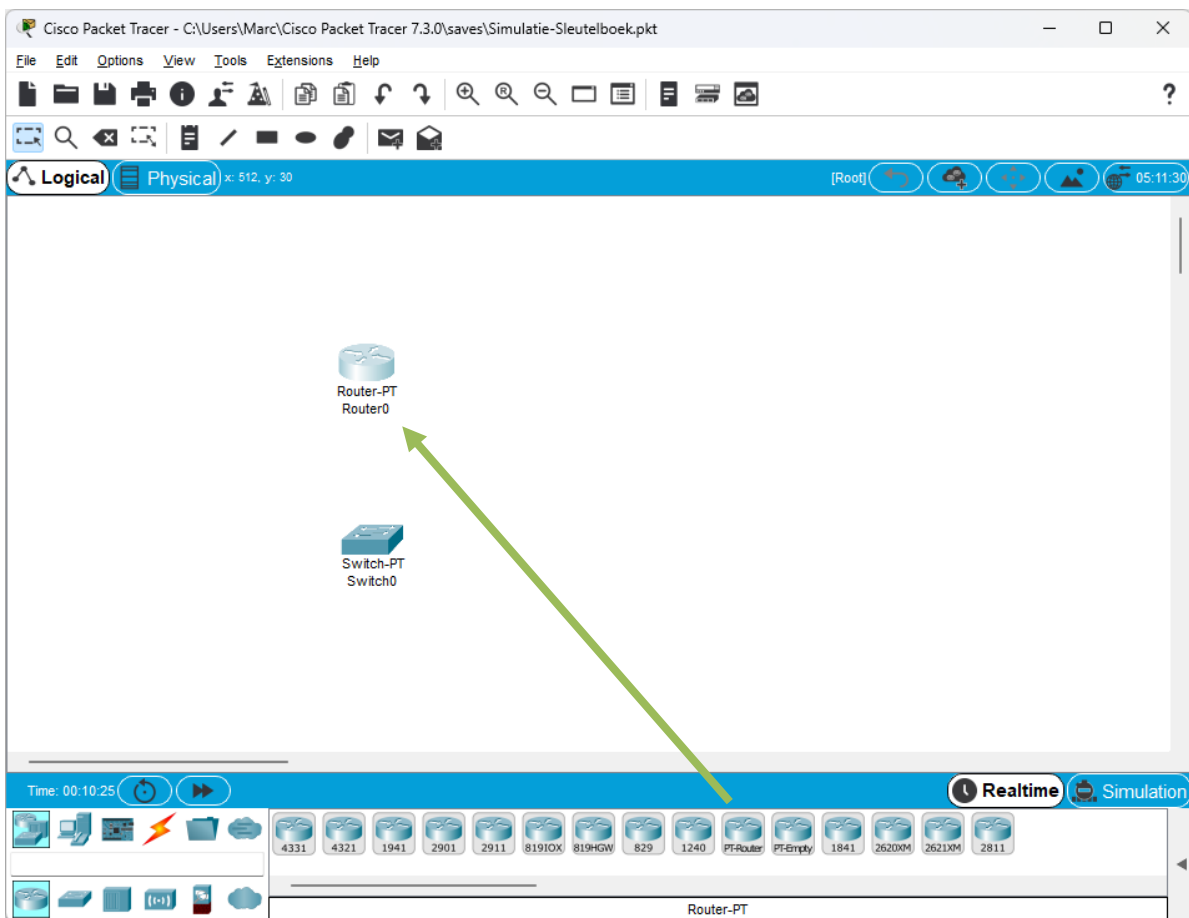 Cisco Packet Tracer - C:\Users\Marc\Cisco Packet Tracer 7.3.0\saves\Simulatie-Sleutelboek.pkt
File Edit Options View Tools Extensions Help
?
Logical Physical x: 512, y: 30 [Root] 05:11:30
Router-PT
Router0
Switch-PT
Switch0
Time: 00:10:25 Realtime Simulation
4331 4321 1941 2901 2911 819IOX 819HGW 829 1240 PT-Router PT-Empty 1841 2620XM 2621XM 2811
Router-PT